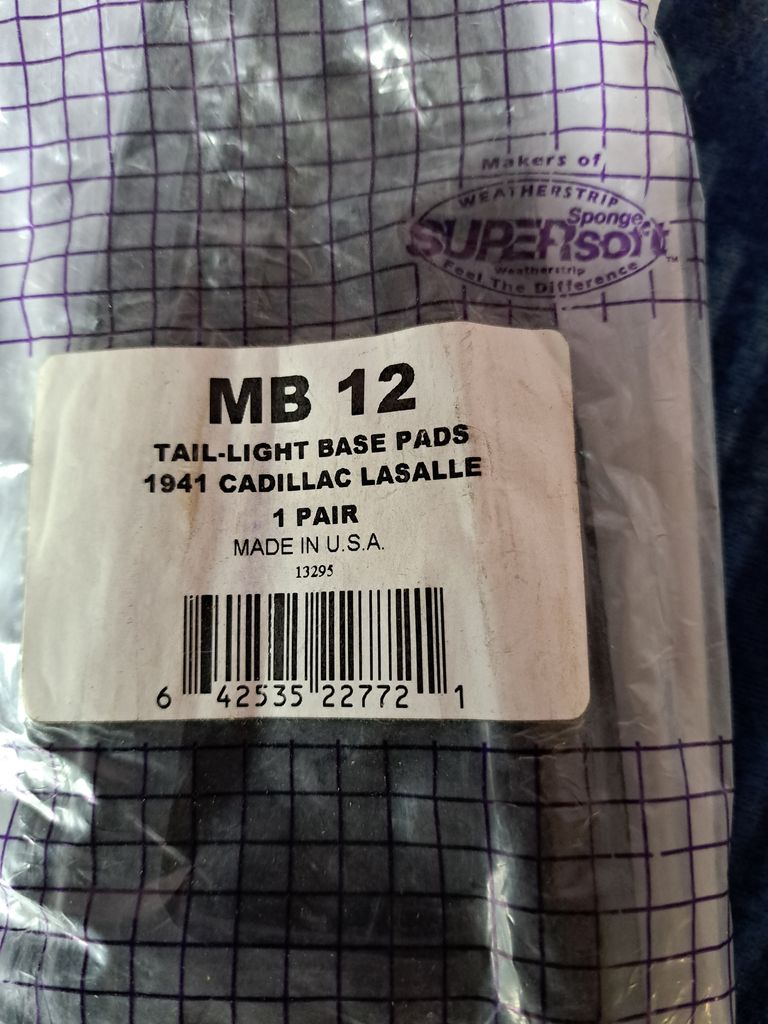 Makers of
WEATHERSTRIP
Sponge
SUPERsoft™
Weatherstrip
Feel The Difference
MB 12
TAIL-LIGHT BASE PADS
1941 CADILLAC LASALLE
1 PAIR
MADE IN U.S.A.
13295
6 42535 22772 1